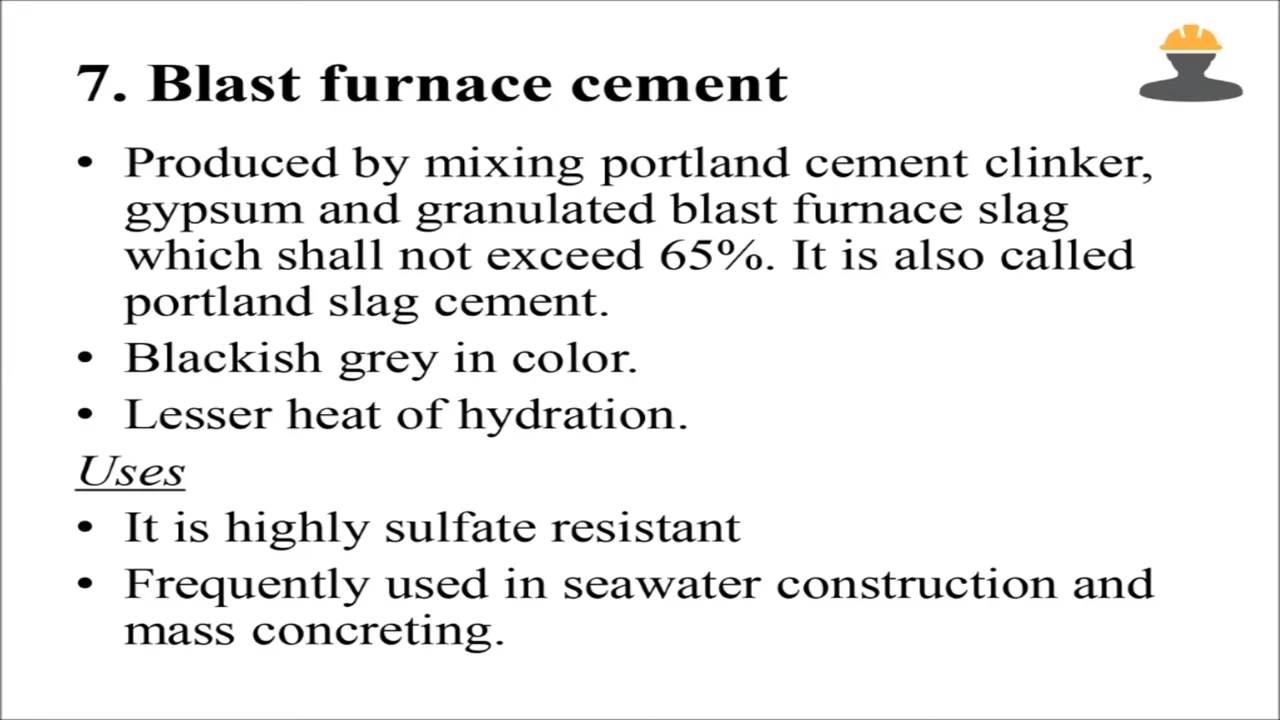 7. Blast furnace cement
• Produced by mixing portland cement clinker,
gypsum and granulated blast furnace slag
which shall not exceed 65%. It is also called
portland slag cement.
• Blackish grey in color.
• Lesser heat of hydration.
Uses
• It is highly sulfate resistant
• Frequently used in seawater construction and
mass concreting.